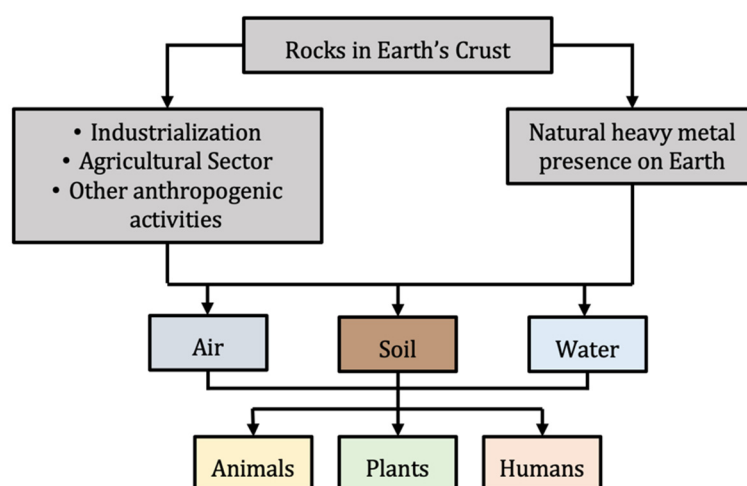 Rocks in Earth's Crust
• Industrialization
• Agricultural Sector
• Other anthropogenic
activities
Natural heavy metal
presence on Earth
Air
Soil
Water
Animals
Plants
Humans